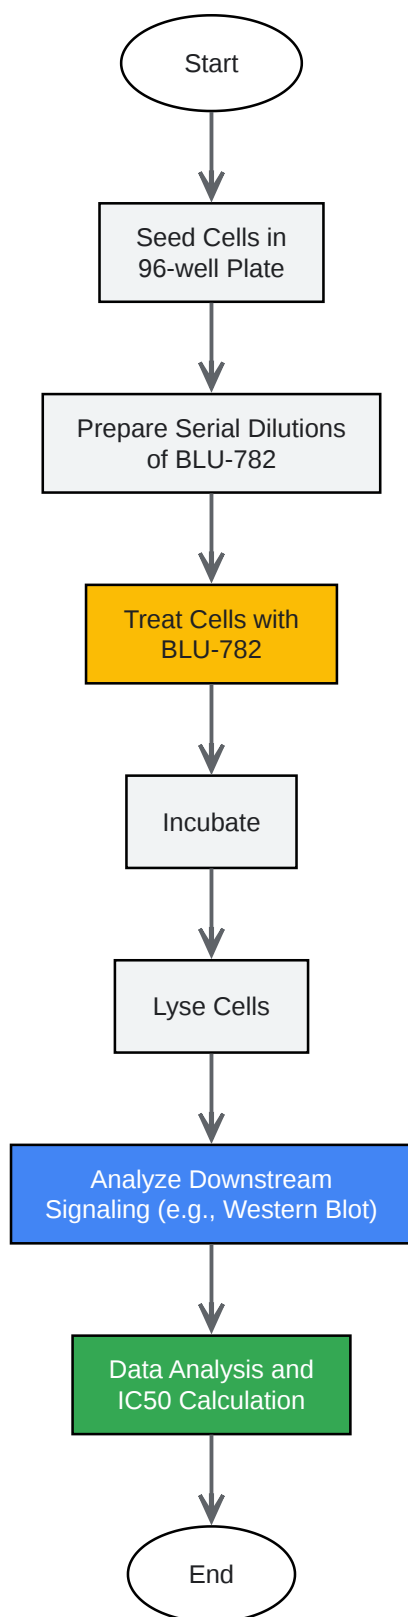 Start
Seed Cells in
96-well Plate
Prepare Serial Dilutions
of BLU-782
Treat Cells with
BLU-782
Incubate
Lyse Cells
Analyze Downstream
Signaling (e.g., Western Blot)
Data Analysis and
IC50 Calculation
End